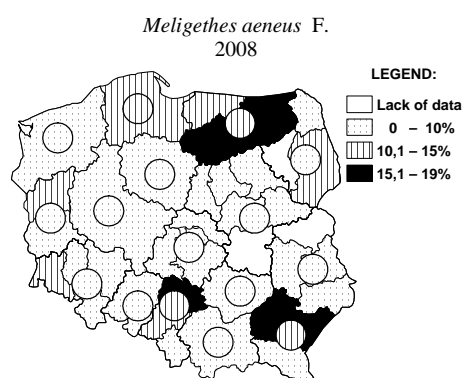 Meligethes aeneus F.
2008
LEGEND:
Lack of data
0 – 10%
10,1 – 15%
15,1 – 19%